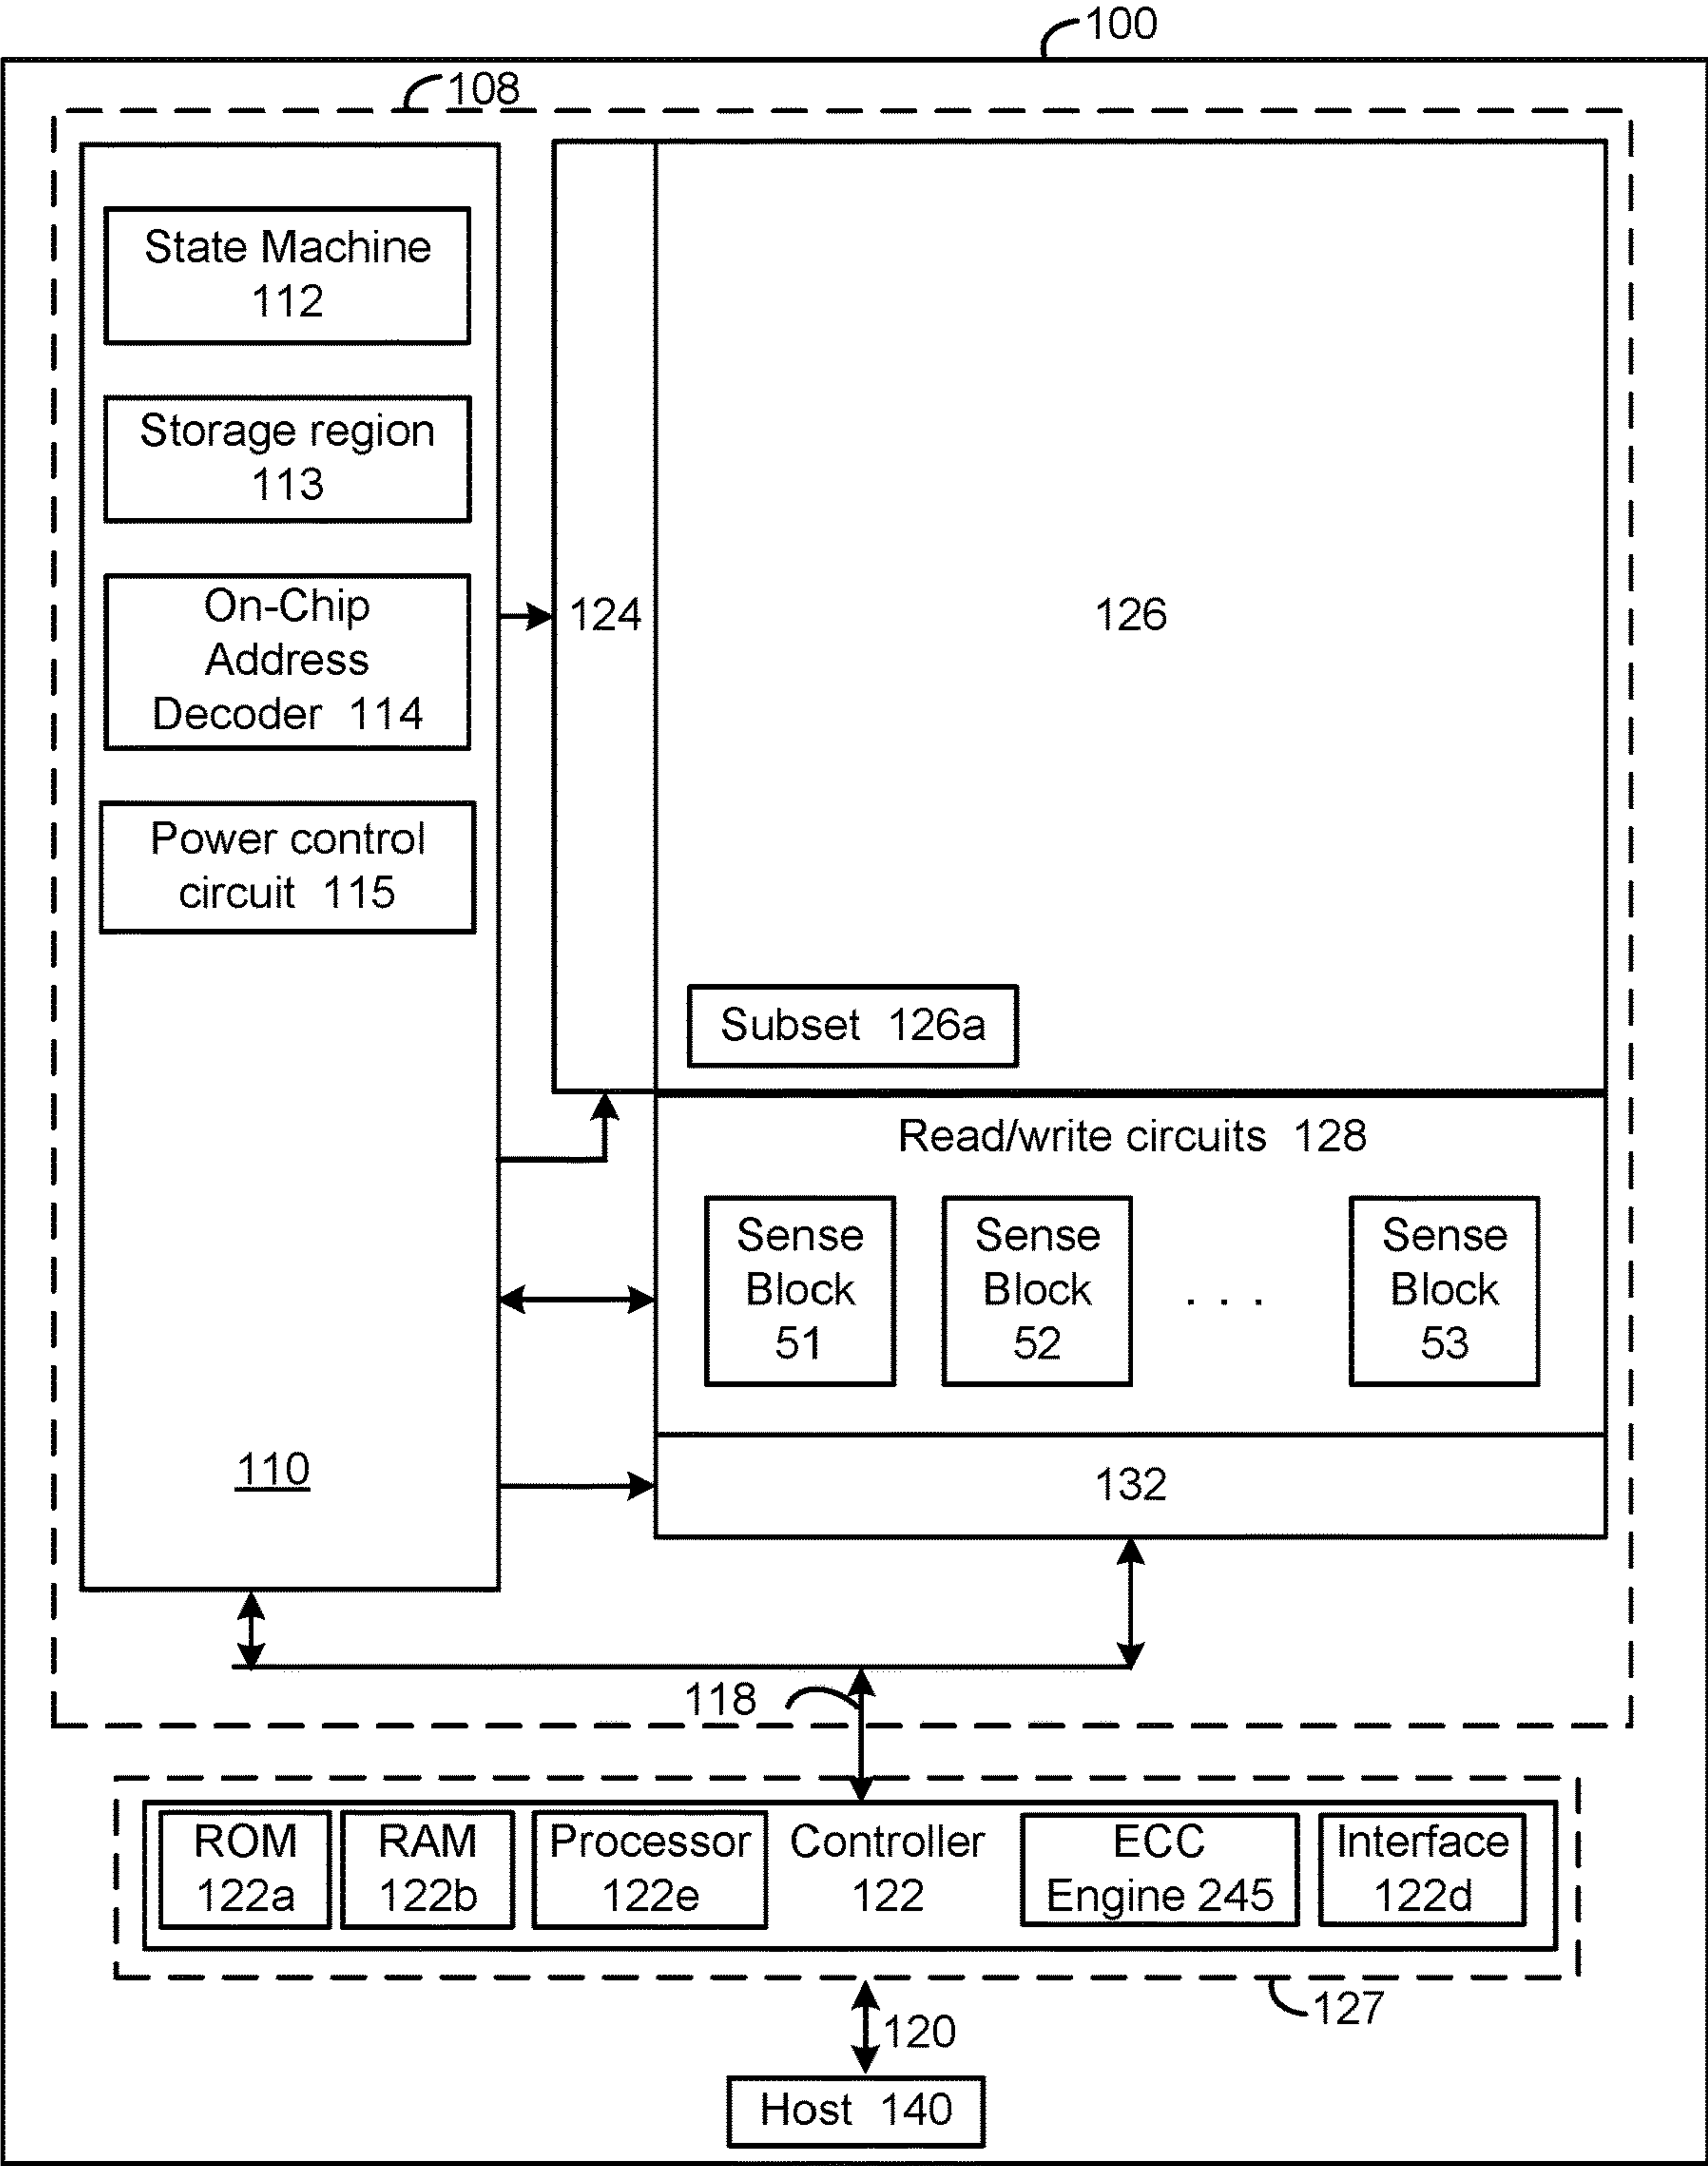 100
108
State Machine
112
Storage region
113
On-Chip
Address
Decoder 114
Power control
circuit 115
110
124
126
Subset 126a
Read/write circuits 128
Sense
Block
51
Sense
Block
52
. . .
Sense
Block
53
132
118
ROM
122a
RAM
122b
Processor
122e
Controller
122
ECC
Engine 245
Interface
122d
127
120
Host 140